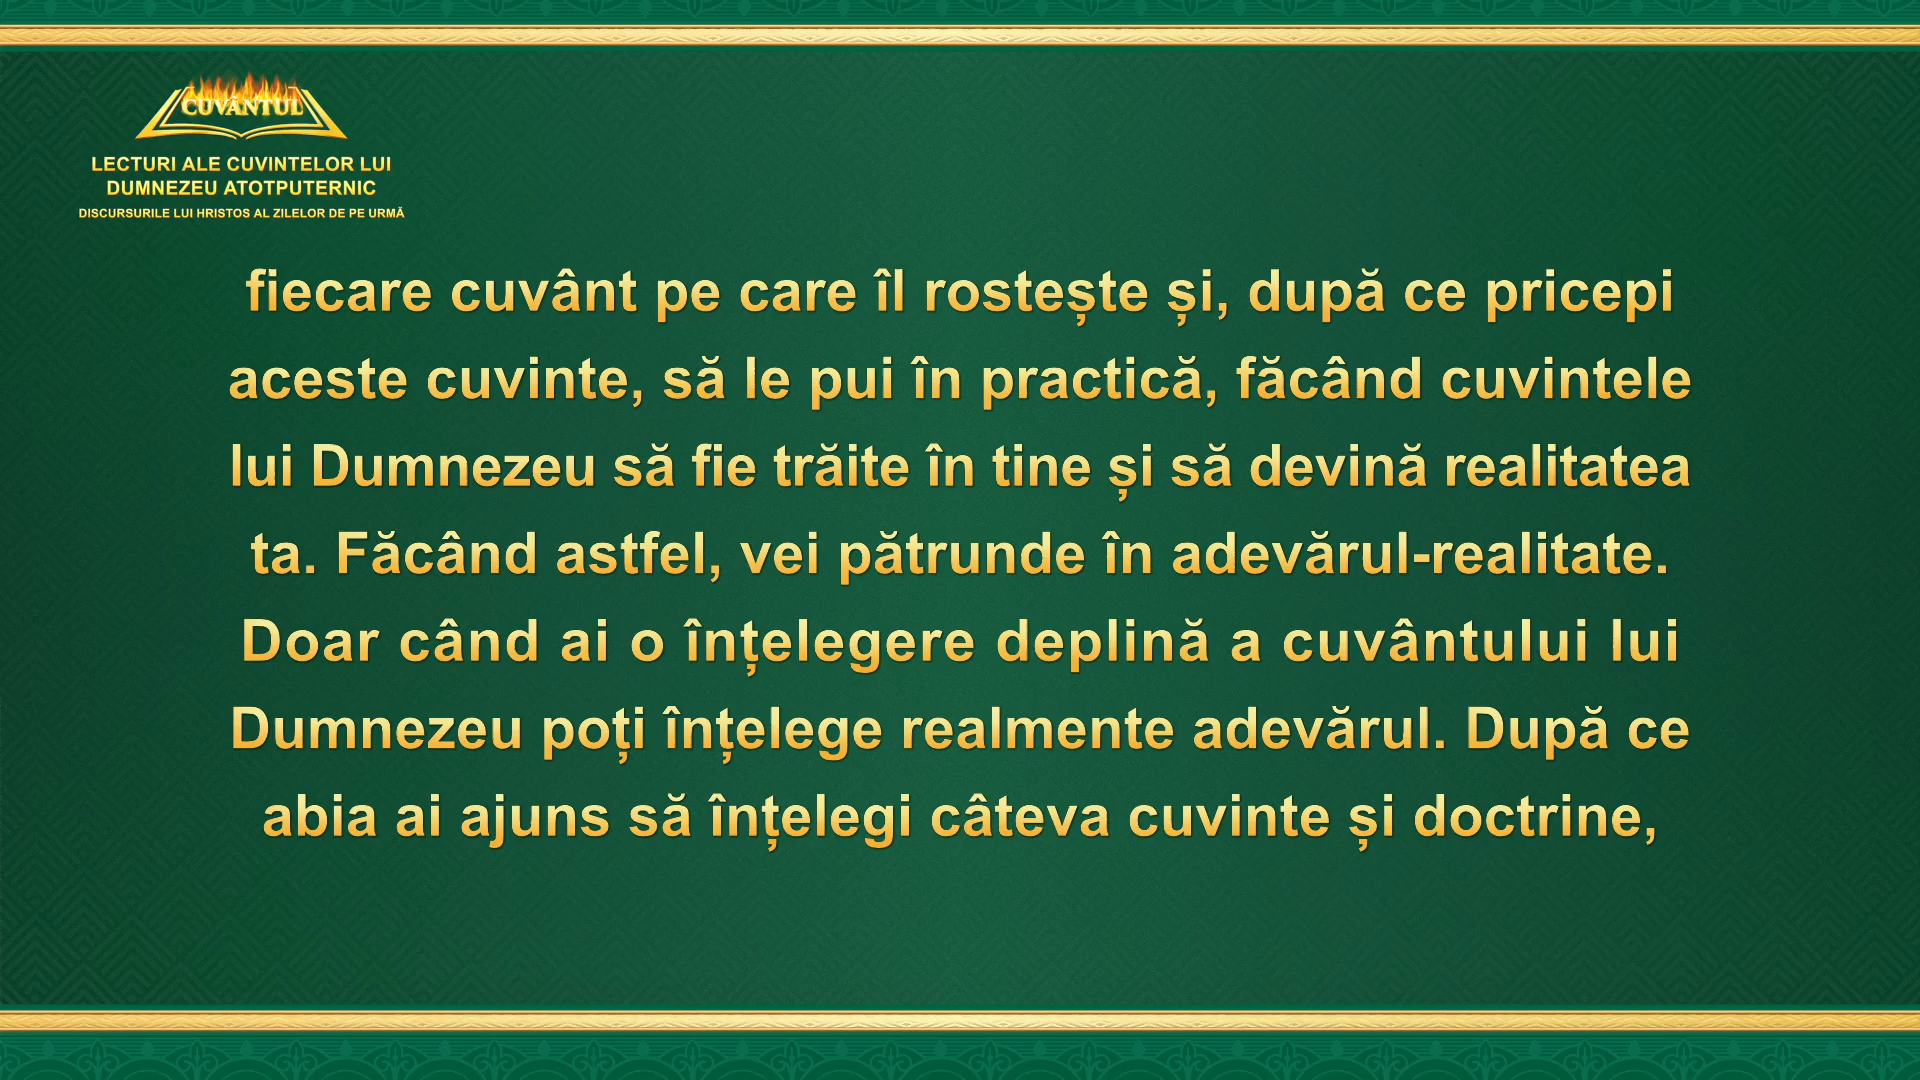 CUVÂNTUL
LECTURI ALE CUVINTELOR LUI
DUMNEZEU ATOTPUTERNIC
DISCURSURILE LUI HRISTOS AL ZILELOR DE PE URMĂ
fiecare cuvânt pe care îl rostește și, după ce pricepi
aceste cuvinte, să le pui în practică, făcând cuvintele
lui Dumnezeu să fie trăite în tine și să devină realitatea
ta. Făcând astfel, vei pătrunde în adevărul-realitate.
Doar când ai o înțelegere deplină a cuvântului lui
Dumnezeu poți înțelege realmente adevărul. După ce
abia ai ajuns să înțelegi câteva cuvinte și doctrine,